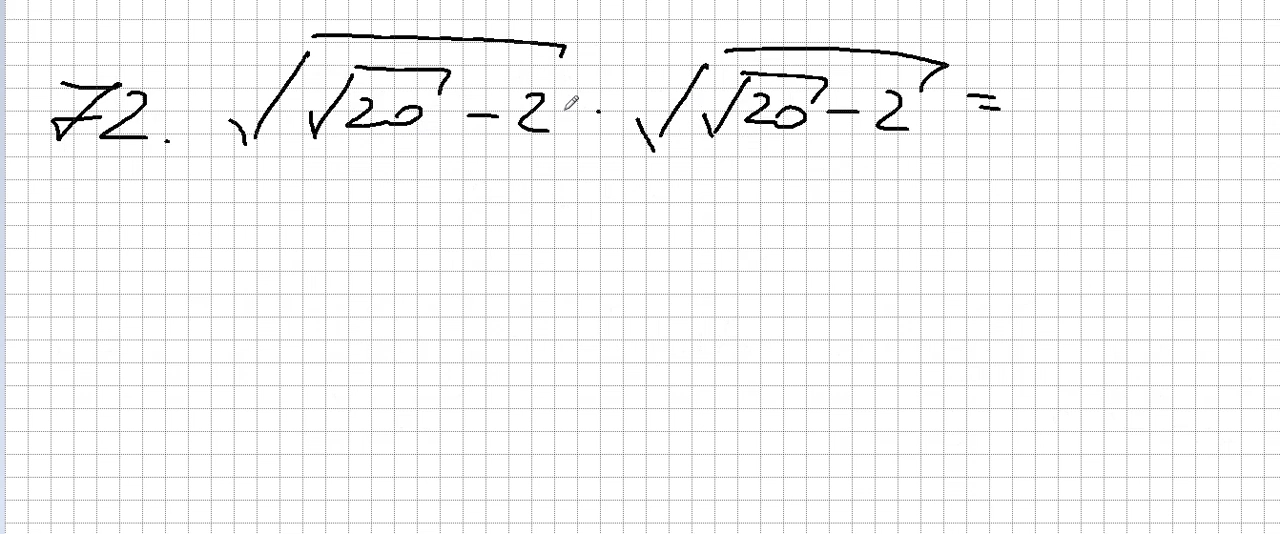 72. √(√20 - 2) · √(√20 - 2) =